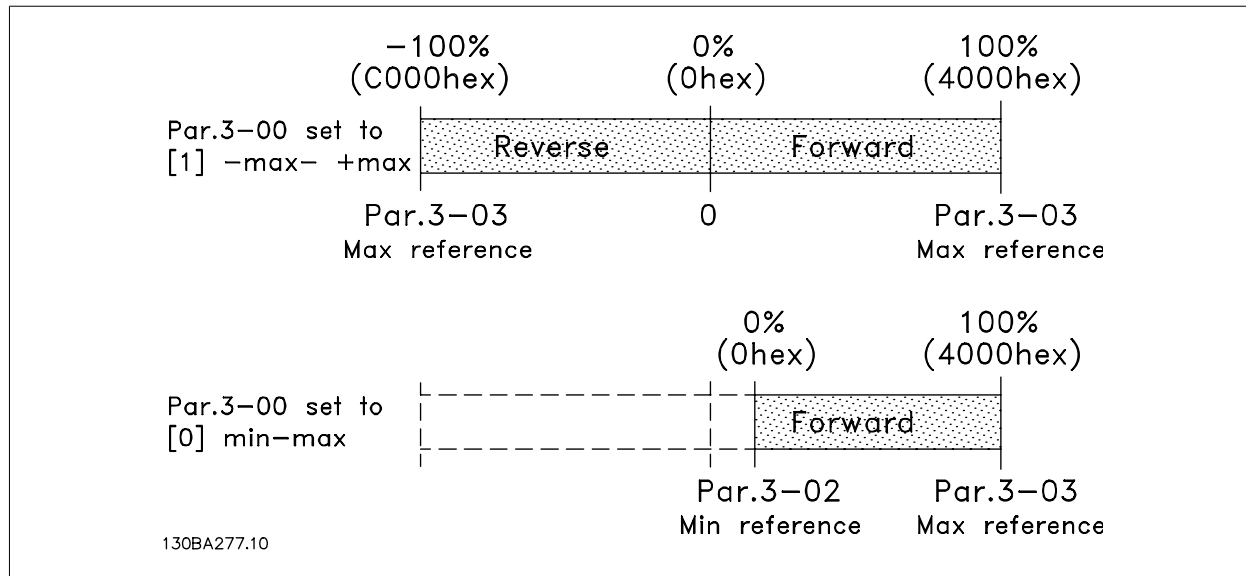 -100% 0% 100%
(C000hex) (0hex) (4000hex)
Par.3-00 set to
[1] -max- +max
Reverse Forward
Par.3-03 0 Par.3-03
Max reference Max reference
0% 100%
(0hex) (4000hex)
Par.3-00 set to
[0] min-max
Forward
Par.3-02 Par.3-03
Min reference Max reference
130BA277.10